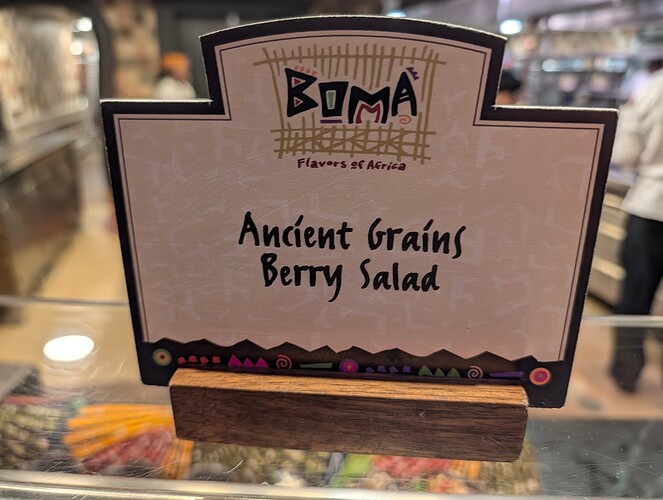 BOMA
Flavors of Africa
Ancient Grains
Berry Salad